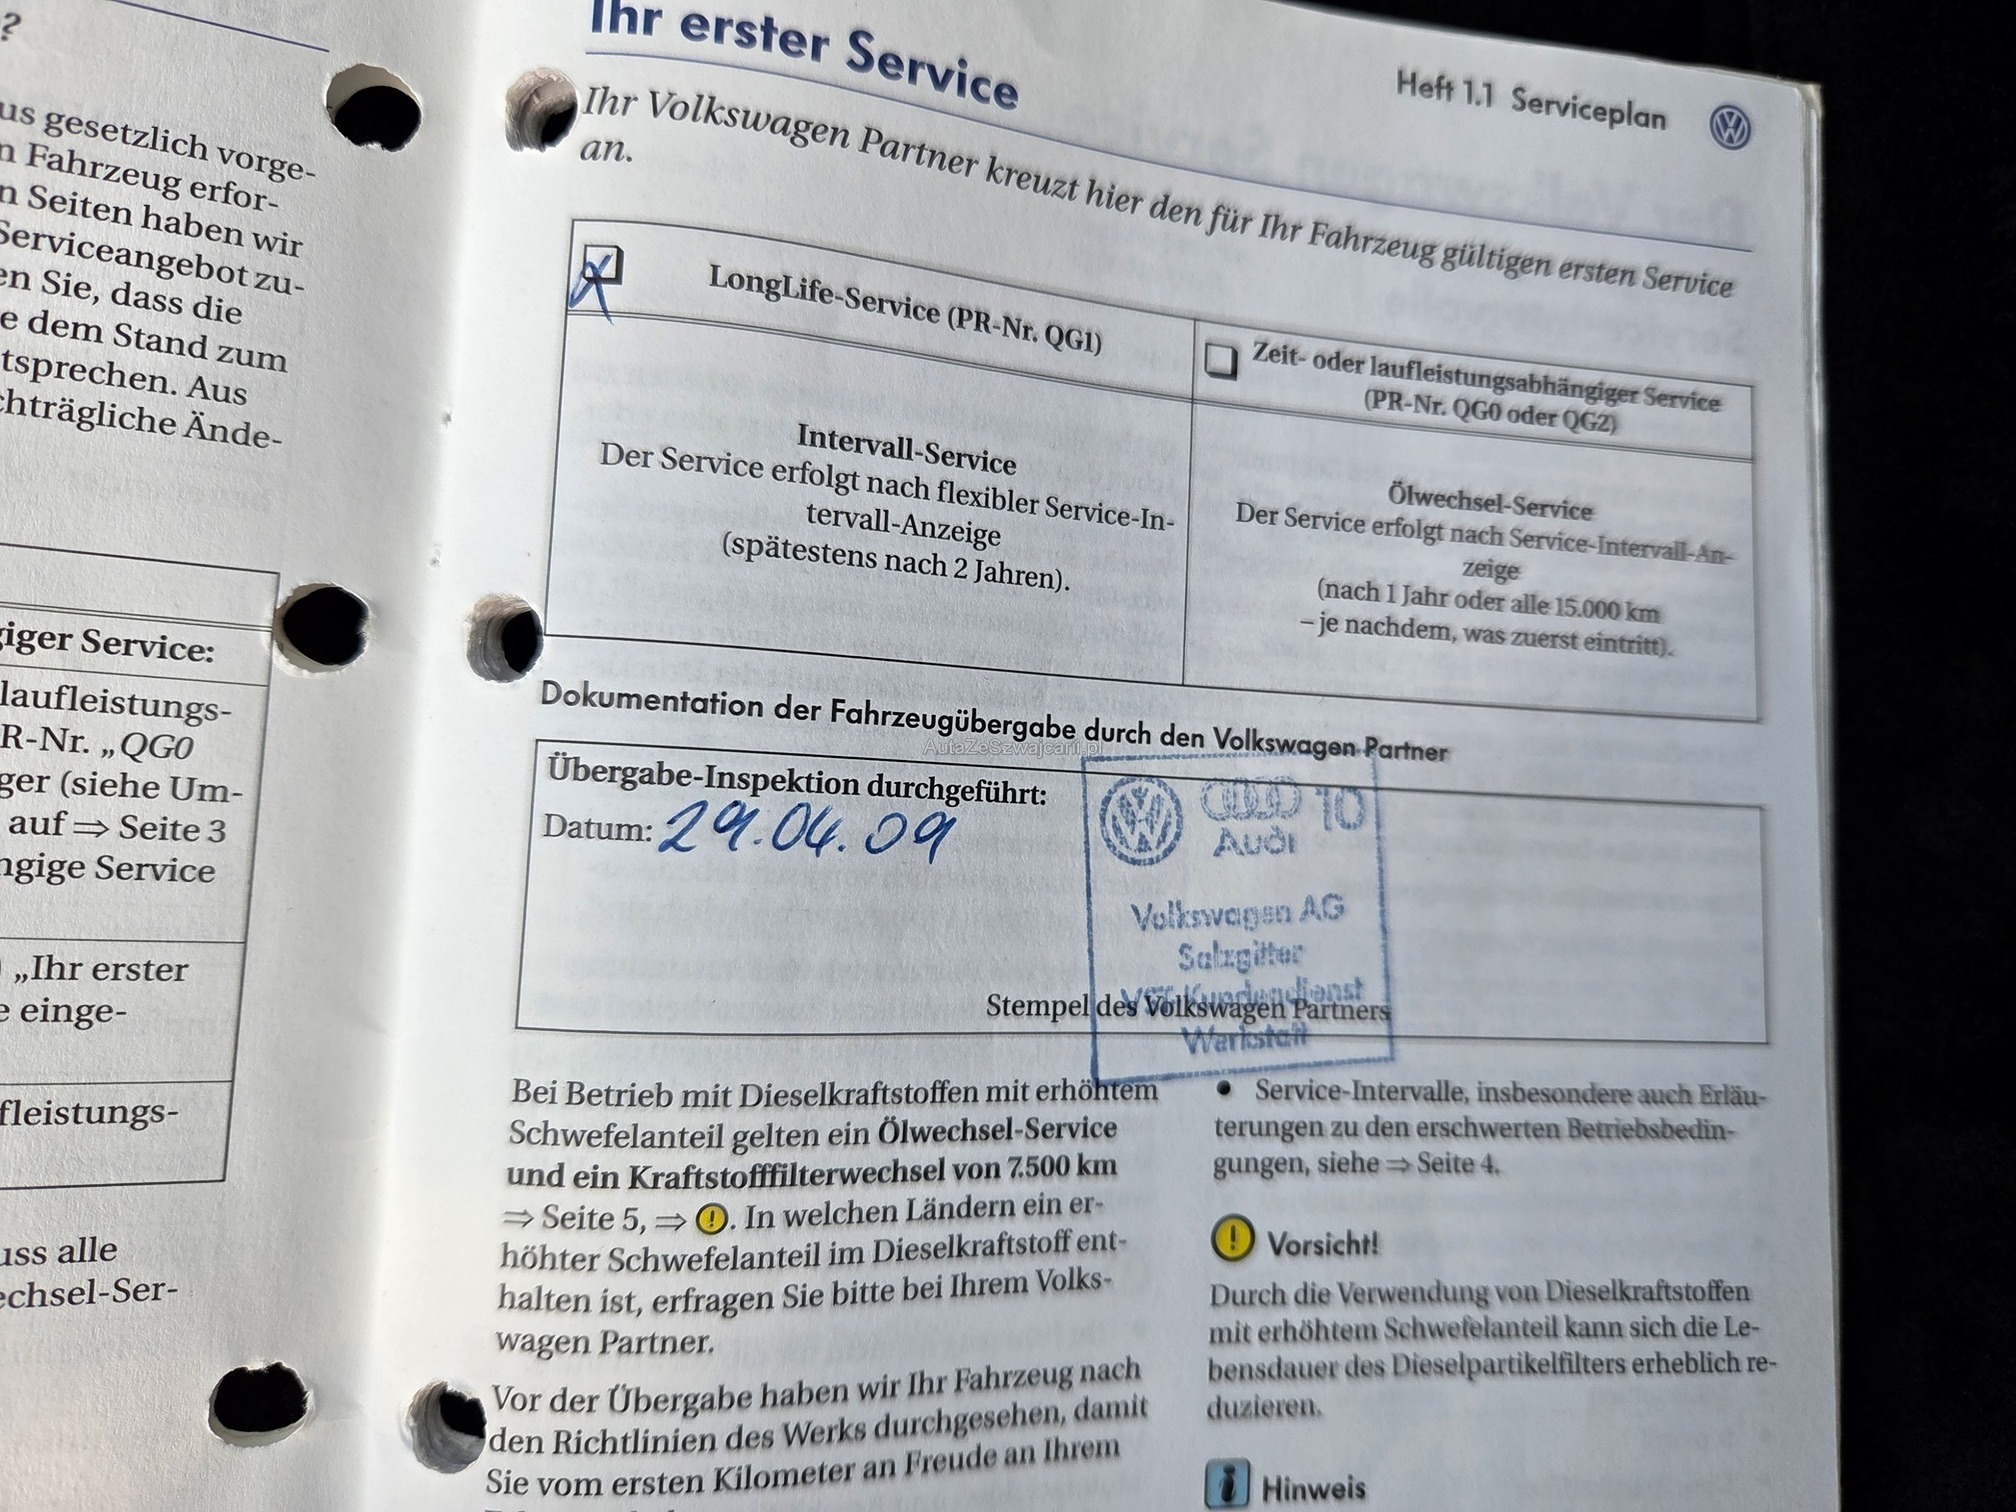 ?
us gesetzlich vorge-
n Fahrzeug erfor-
n Seiten haben wir
Serviceangebot zu-
en Sie, dass die
e dem Stand zum
tsprechen. Aus
chträgliche Ände-
giger Service:
laufleistungs-
R-Nr. „QG0
ger (siehe Um-
auf ⇒ Seite 3
ngige Service
) „Ihr erster
e einge-
fleistungs-
uss alle
echsel-Ser-
Ihr erster Service
Heft 1.1 Serviceplan
Ihr Volkswagen Partner kreuzt hier den für Ihr Fahrzeug gültigen ersten Service
an.
X
LongLife-Service (PR-Nr. QG1)
Zeit- oder laufleistungsabhängiger Service
(PR-Nr. QG0 oder QG2)
Intervall-Service
Der Service erfolgt nach flexibler Service-In-
tervall-Anzeige
(spätestens nach 2 Jahren).
Ölwechsel-Service
Der Service erfolgt nach Service-Intervall-An-
zeige
(nach 1 Jahr oder alle 15.000 km
– je nachdem, was zuerst eintritt).
Dokumentation der Fahrzeugübergabe durch den Volkswagen Partner
AutaZeSzwajcarii.pl
Übergabe-Inspektion durchgeführt:
Datum: 29.04.09
10
Audi
Volkswagen AG
Salzgitter
Kundendienst
Werkstatt
Stempel des Volkswagen Partners
Bei Betrieb mit Dieselkraftstoffen mit erhöhtem
Schwefelanteil gelten ein Ölwechsel-Service
und ein Kraftstofffilterwechsel von 7.500 km
⇒ Seite 5, ⇒ !. In welchen Ländern ein er-
höhter Schwefelanteil im Dieselkraftstoff ent-
halten ist, erfragen Sie bitte bei Ihrem Volks-
wagen Partner.
Vor der Übergabe haben wir Ihr Fahrzeug nach
den Richtlinien des Werks durchgesehen, damit
Sie vom ersten Kilometer an Freude an Ihrem
• Service-Intervalle, insbesondere auch Erläu-
terungen zu den erschwerten Betriebsbedin-
gungen, siehe ⇒ Seite 4.
! Vorsicht!
Durch die Verwendung von Dieselkraftstoffen
mit erhöhtem Schwefelanteil kann sich die Le-
bensdauer des Dieselpartikelfilters erheblich re-
duzieren.
i Hinweis